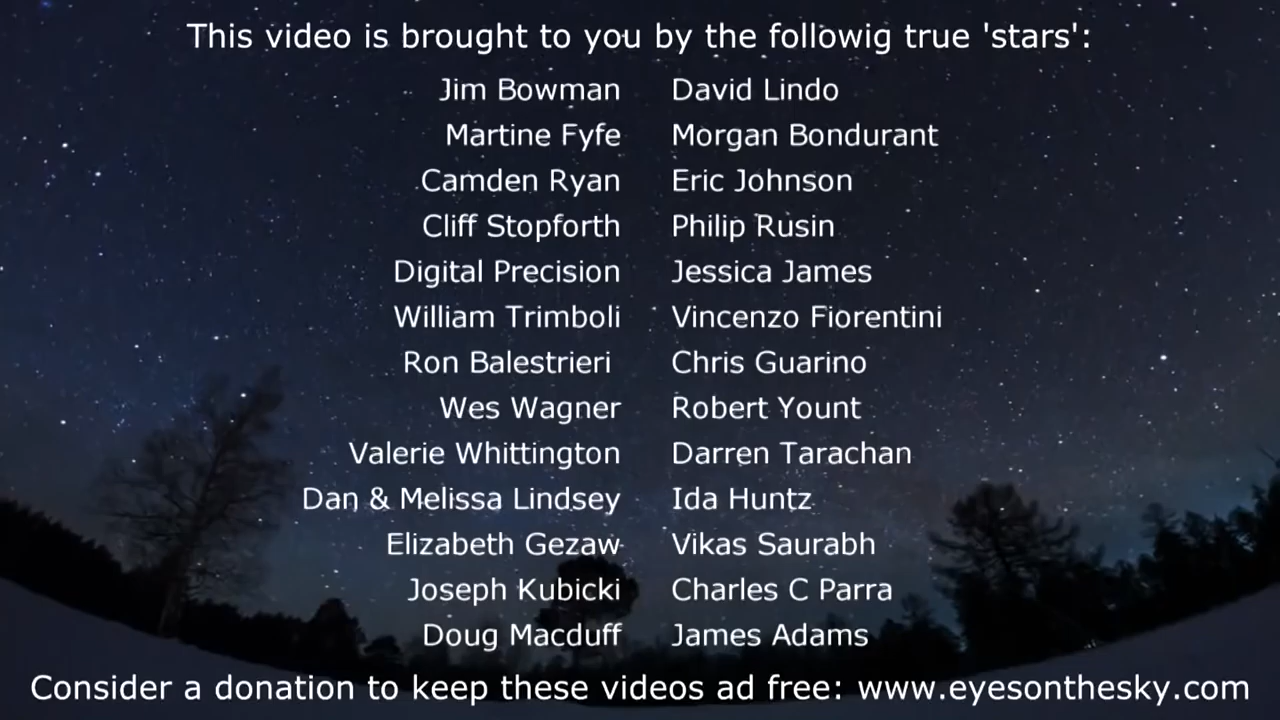 This video is brought to you by the followig true 'stars':
Jim Bowman David Lindo
Martine Fyfe Morgan Bondurant
Camden Ryan Eric Johnson
Cliff Stopforth Philip Rusin
Digital Precision Jessica James
William Trimboli Vincenzo Fiorentini
Ron Balestrieri Chris Guarino
Wes Wagner Robert Yount
Valerie Whittington Darren Tarachan
Dan & Melissa Lindsey Ida Huntz
Elizabeth Gezaw Vikas Saurabh
Joseph Kubicki Charles C Parra
Doug Macduff James Adams
Consider a donation to keep these videos ad free: www.eyesonthesky.com